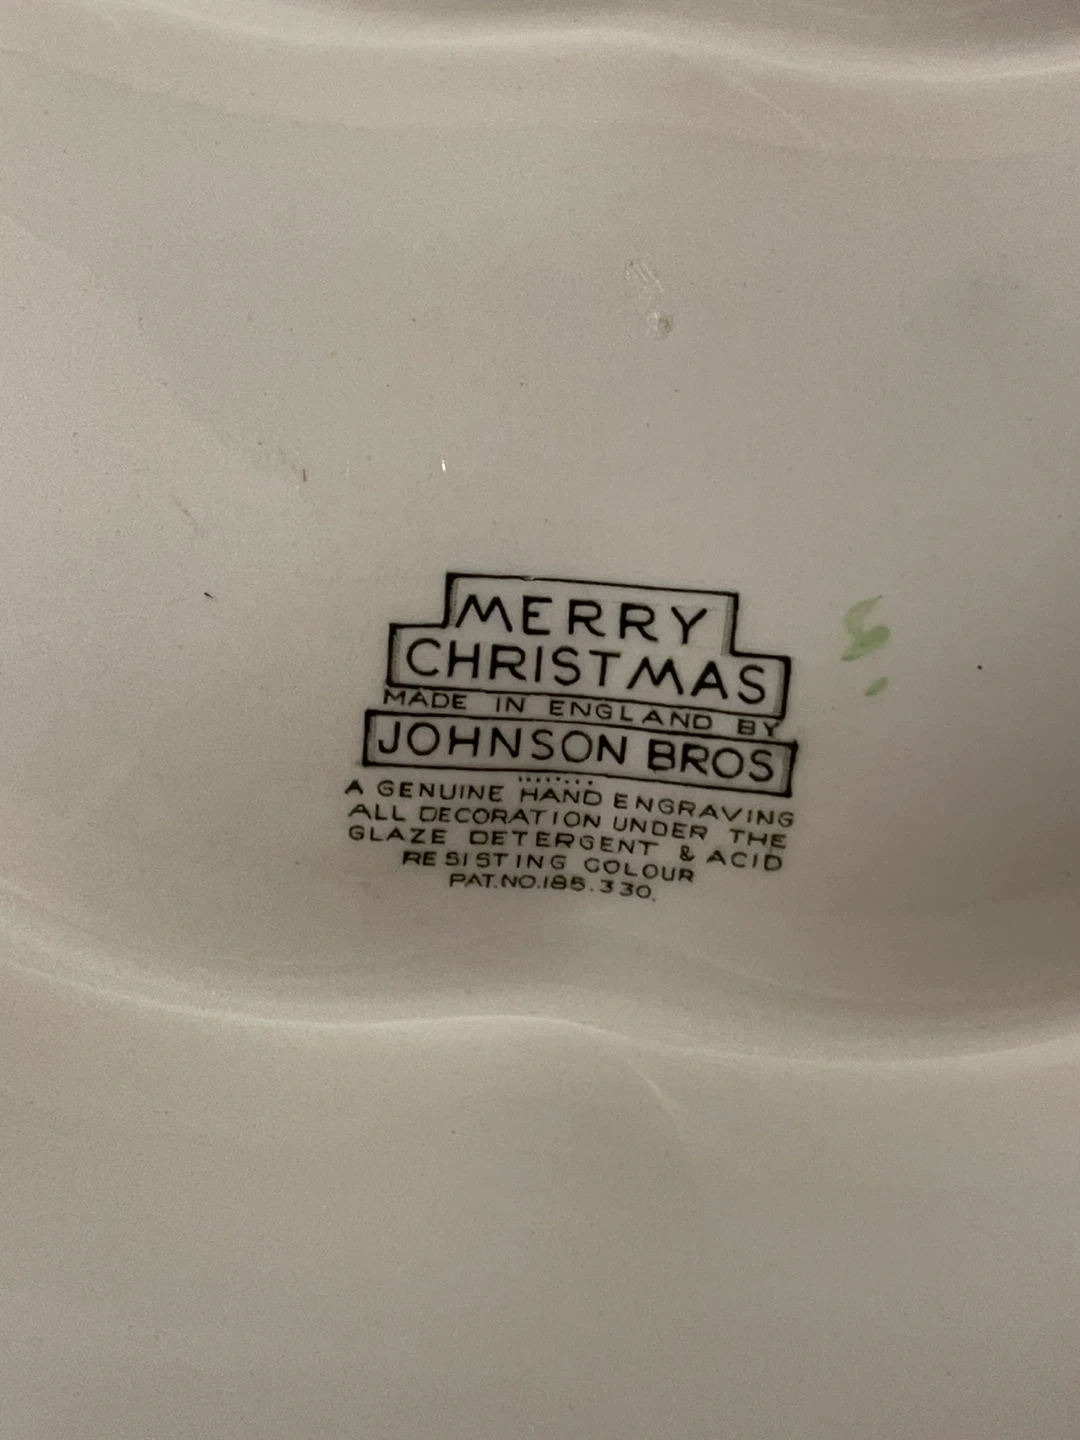 MERRY
CHRISTMAS
MADE IN ENGLAND BY
JOHNSON BROS
A GENUINE HAND ENGRAVING
ALL DECORATION UNDER THE
GLAZE DETERGENT & ACID
RESISTING COLOUR
PAT.NO.185.330.